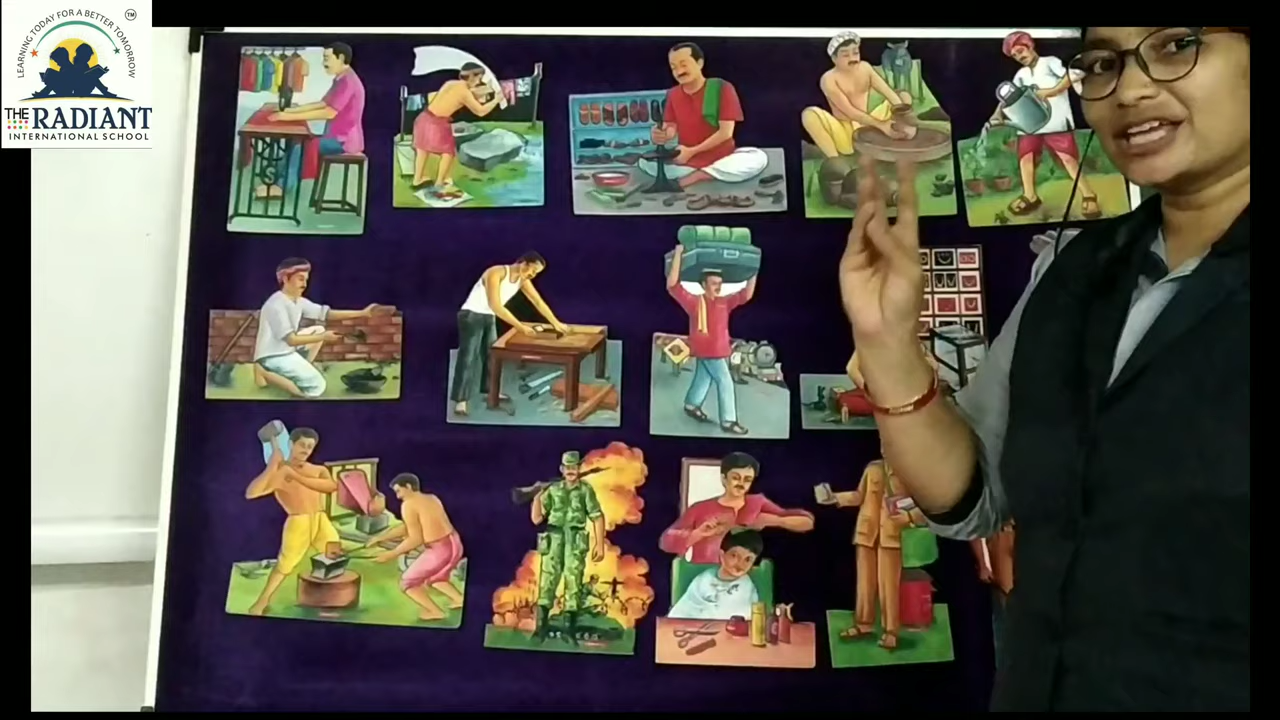 LEARNING TODAY FOR A BETTER TOMORROW
TM
THE RADIANT
INTERNATIONAL SCHOOL